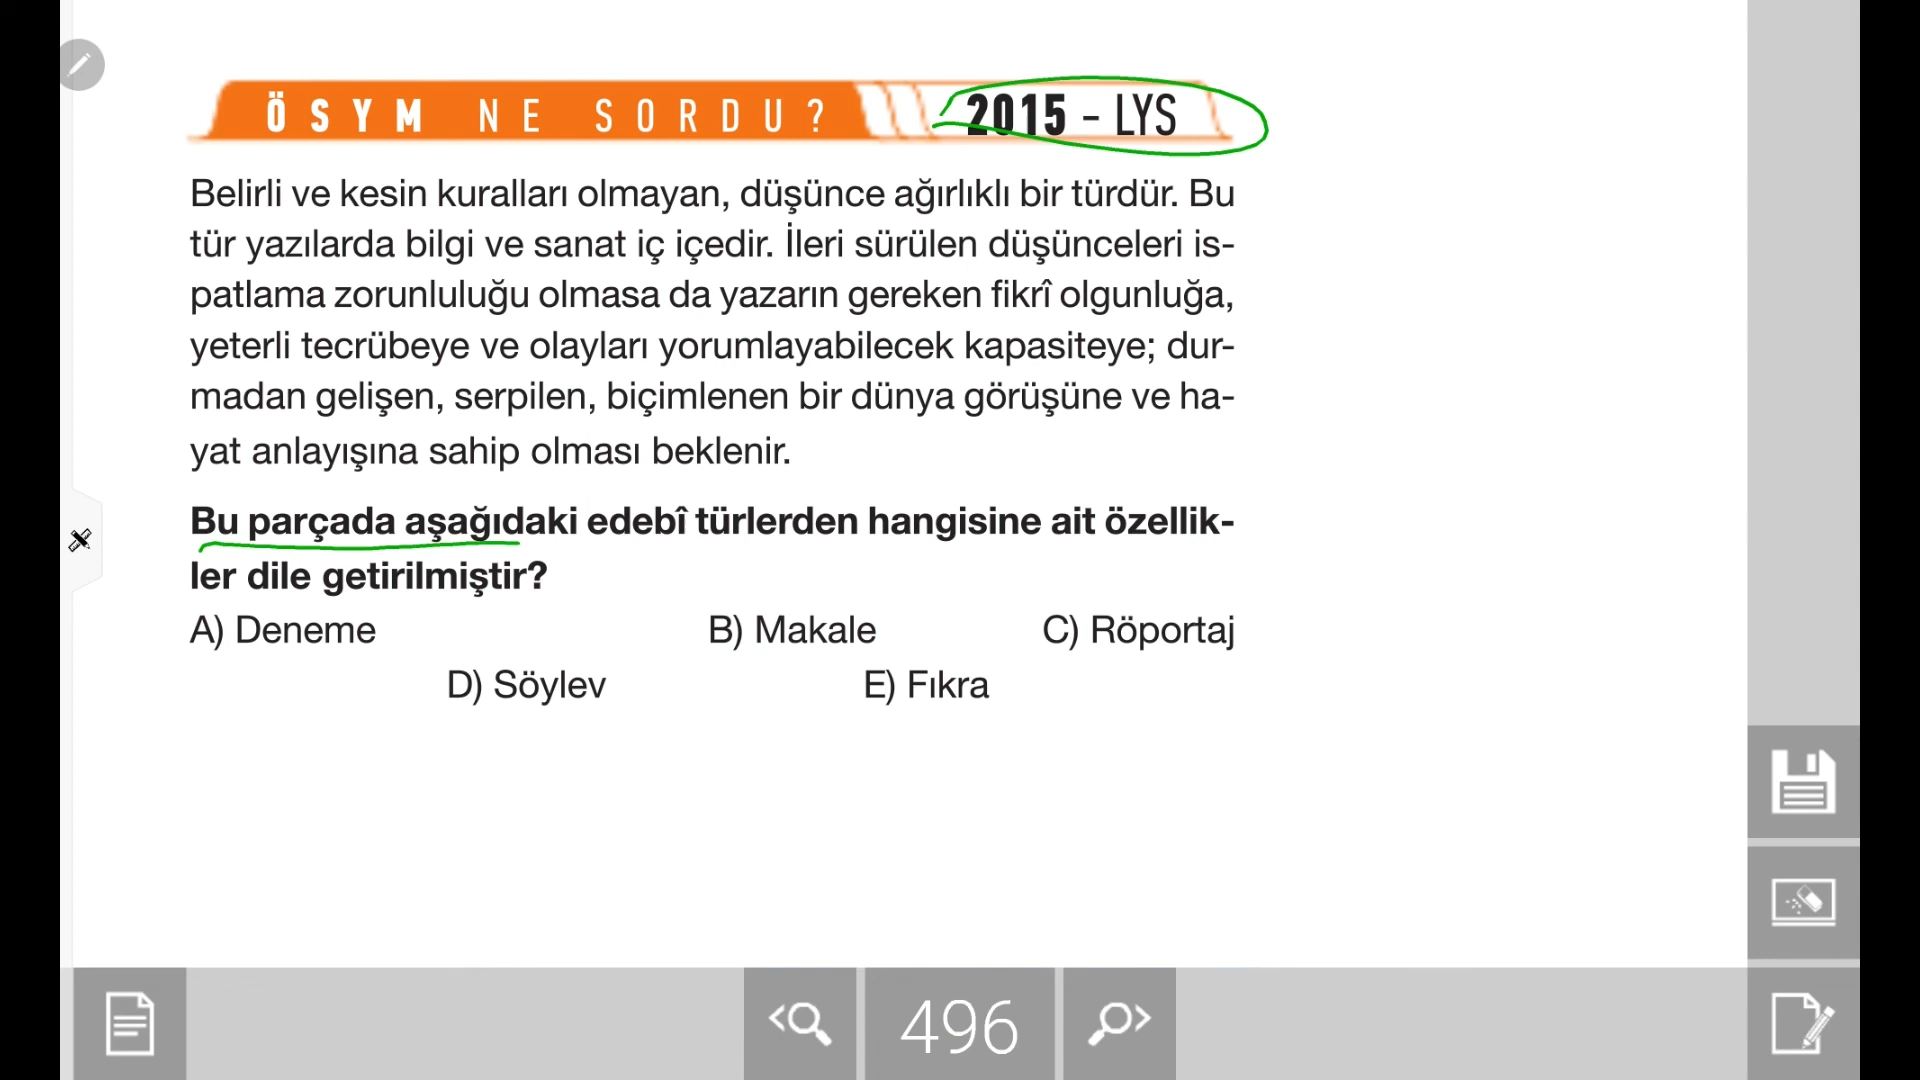 ÖSYM NE SORDU? 2015 - LYS
Belirli ve kesin kuralları olmayan, düşünce ağırlıklı bir türdür. Bu
tür yazılarda bilgi ve sanat iç içedir. İleri sürülen düşünceleri is-
patlama zorunluluğu olmasa da yazarın gereken fikrî olgunluğa,
yeterli tecrübeye ve olayları yorumlayabilecek kapasiteye; dur-
madan gelişen, serpilen, biçimlenen bir dünya görüşüne ve ha-
yat anlayışına sahip olması beklenir.
Bu parçada aşağıdaki edebî türlerden hangisine ait özellik-
ler dile getirilmiştir?
A) Deneme B) Makale C) Röportaj
D) Söylev E) Fıkra
496